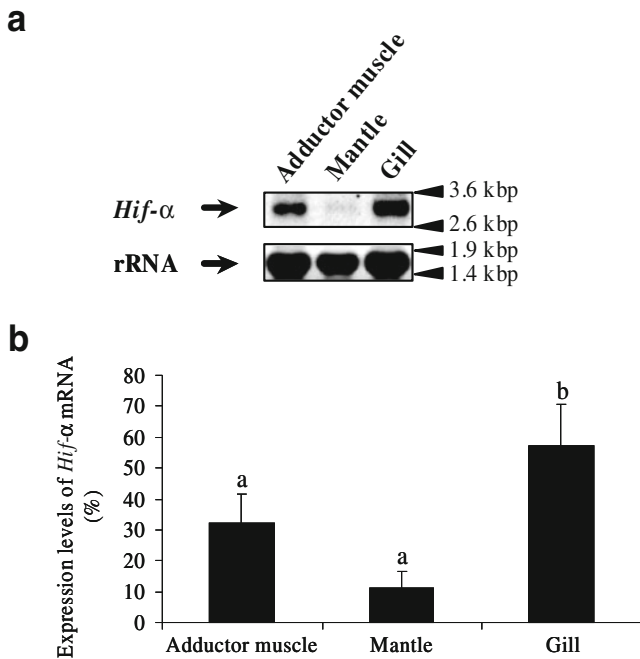 a
Adductor muscle
Mantle
Gill
Hif-α
3.6 kbp
2.6 kbp
rRNA
1.9 kbp
1.4 kbp
b
Expression levels of Hif-α mRNA
(%)
80
70
60
50
40
30
20
10
0
a
a
b
Adductor muscle
Mantle
Gill